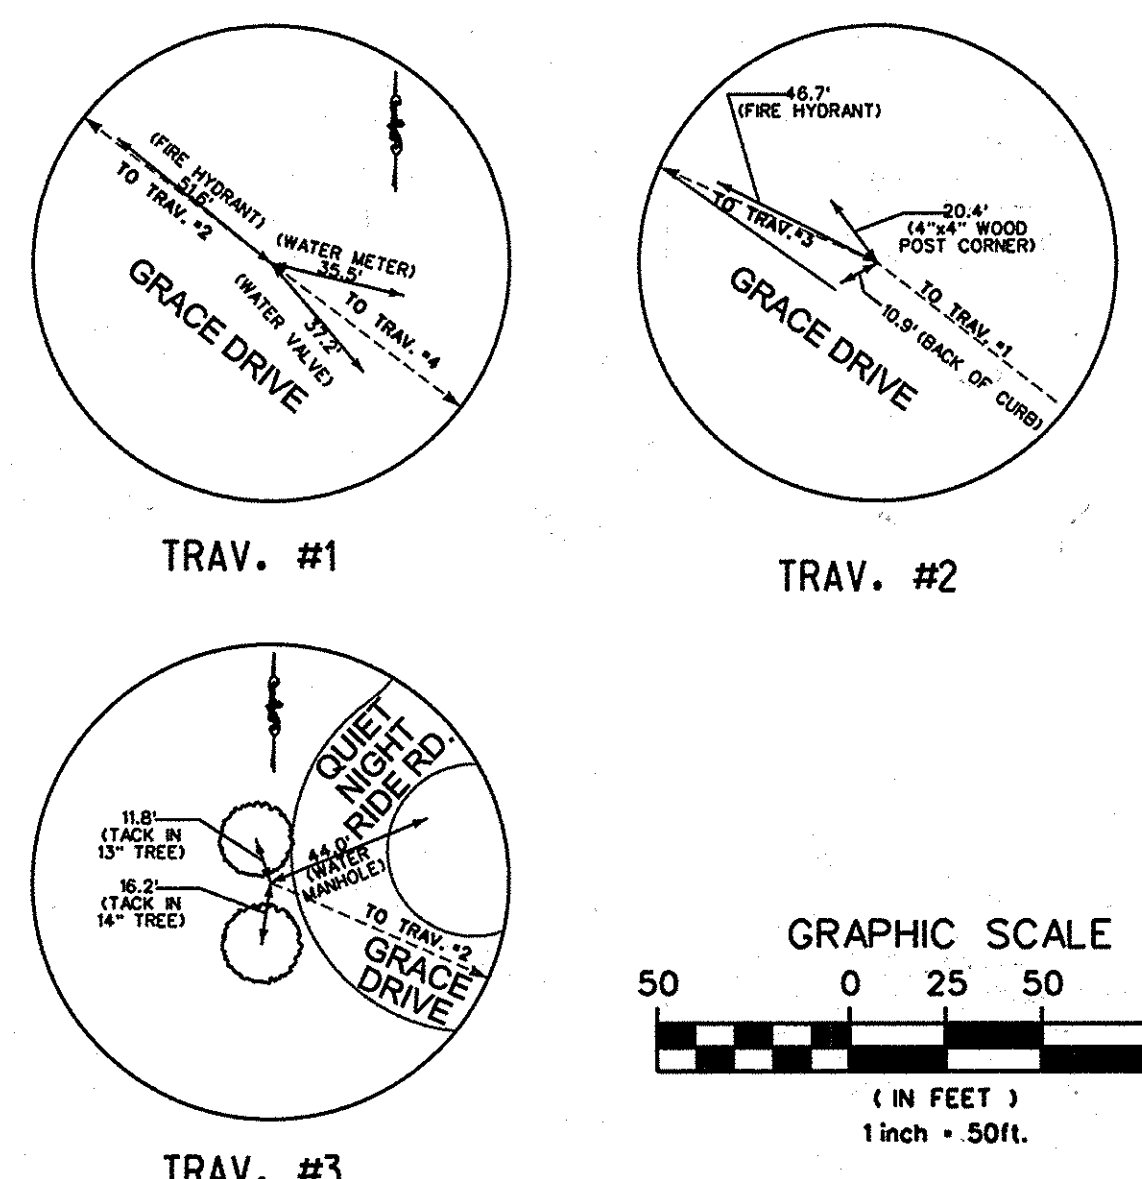 (FIRE HYDRANT)
51.6'
TO TRAV. #2
(WATER METER)
35.5'
TO TRAV. #4
37.2'
(WATER VALVE)
GRACE DRIVE
TRAV. #1
46.7'
(FIRE HYDRANT)
TO TRAV. #3
20.4'
(4"x4" WOOD
POST CORNER)
TO TRAV. #1
10.9' (BACK OF CURB)
GRACE DRIVE
TRAV. #2
QUIET
NIGHT
RIDE RD.
11.8'
(TACK IN
13" TREE)
44.0'
(WATER
MANHOLE)
16.2'
(TACK IN
14" TREE)
TO TRAV. #2
GRACE
DRIVE
TRAV. #3
GRAPHIC SCALE
50 0 25 50
( IN FEET )
1 inch = 50ft.